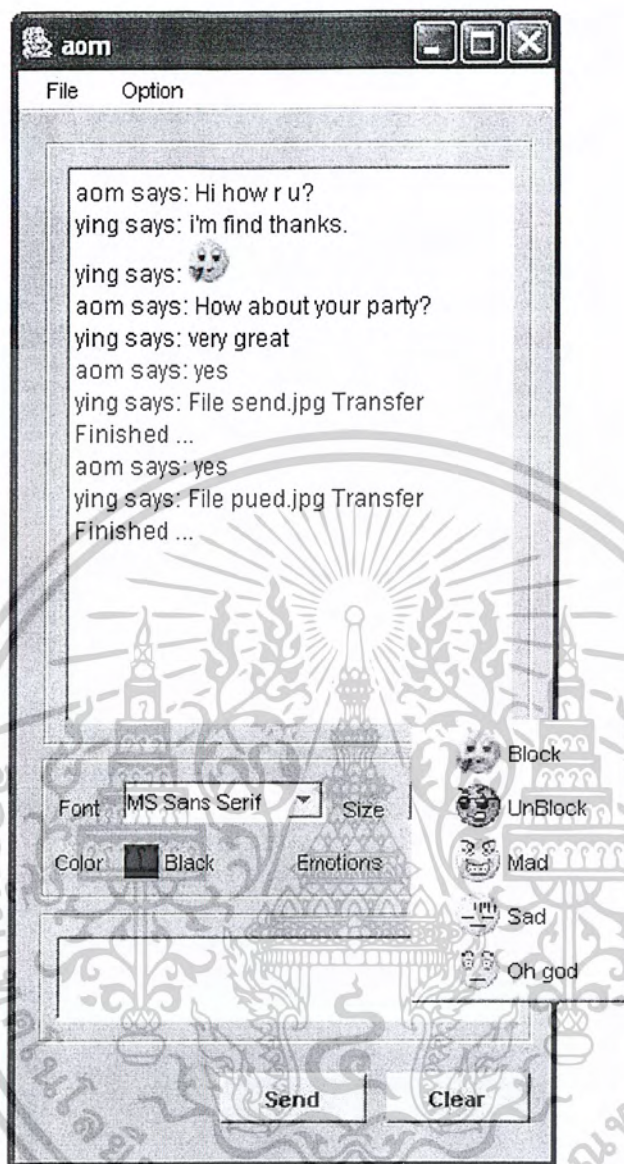 aom
File Option
aom says: Hi how r u?
ying says: i'm find thanks.
ying says:
aom says: How about your party?
ying says: very great
aom says: yes
ying says: File send.jpg Transfer
Finished ...
aom says: yes
ying says: File pued.jpg Transfer
Finished ...
Font MS Sans Serif Size
Color Black Emotions
Block
UnBlock
Mad
Sad
Oh god
Send Clear